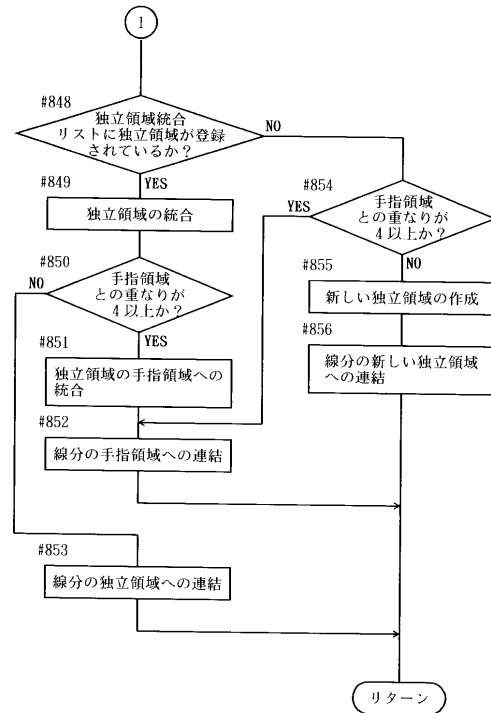 1
#848
独立領域統合
リストに独立領域が登録
されているか?
NO
YES
#849
独立領域の統合
#850
手指領域
との重なりが
4以上か?
NO
YES
#851
独立領域の手指領域への
統合
#852
線分の手指領域への連結
#853
線分の独立領域への連結
#854
手指領域
との重なりが
4以上か?
YES
NO
#855
新しい独立領域の作成
#856
線分の新しい独立領域
への連結
リターン